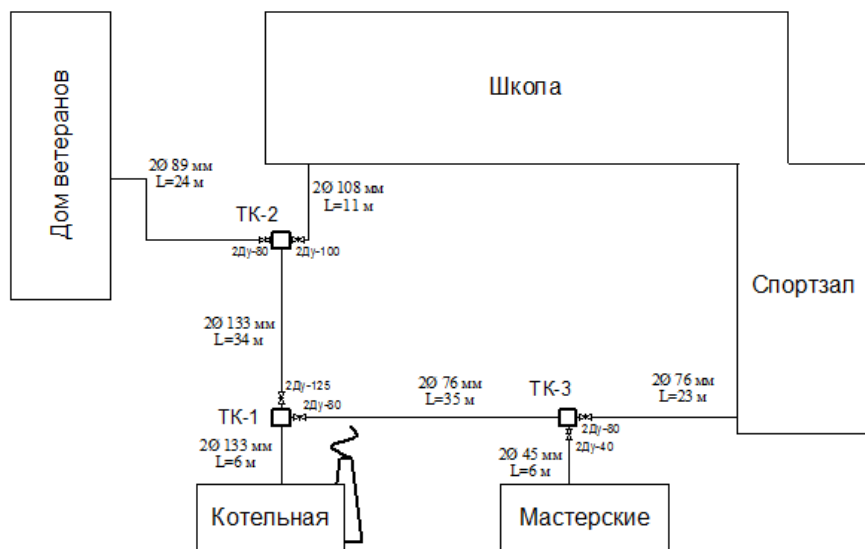 Школа
Дом ветеранов
2Ø 89 мм
L=24 м
2Ø 108 мм
L=11 м
ТК-2
2Ду-80
2Ду-100
Спортзал
2Ø 133 мм
L=34 м
2Ду-125
2Ø 76 мм
L=35 м
ТК-3
2Ø 76 мм
L=23 м
ТК-1
2Ду-80
2Ду-80
2Ду-40
2Ø 133 мм
L=6 м
2Ø 45 мм
L=6 м
Котельная
Мастерские